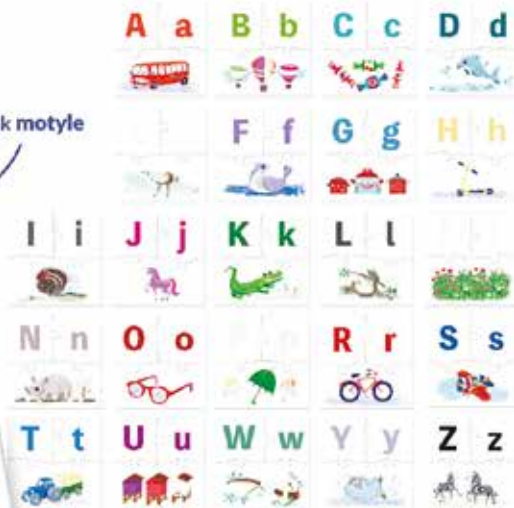 A a B b C c D d
k motyle
F f G g H h
I i J j K k L l
N n O o R r S s
T t U u W w Y y Z z